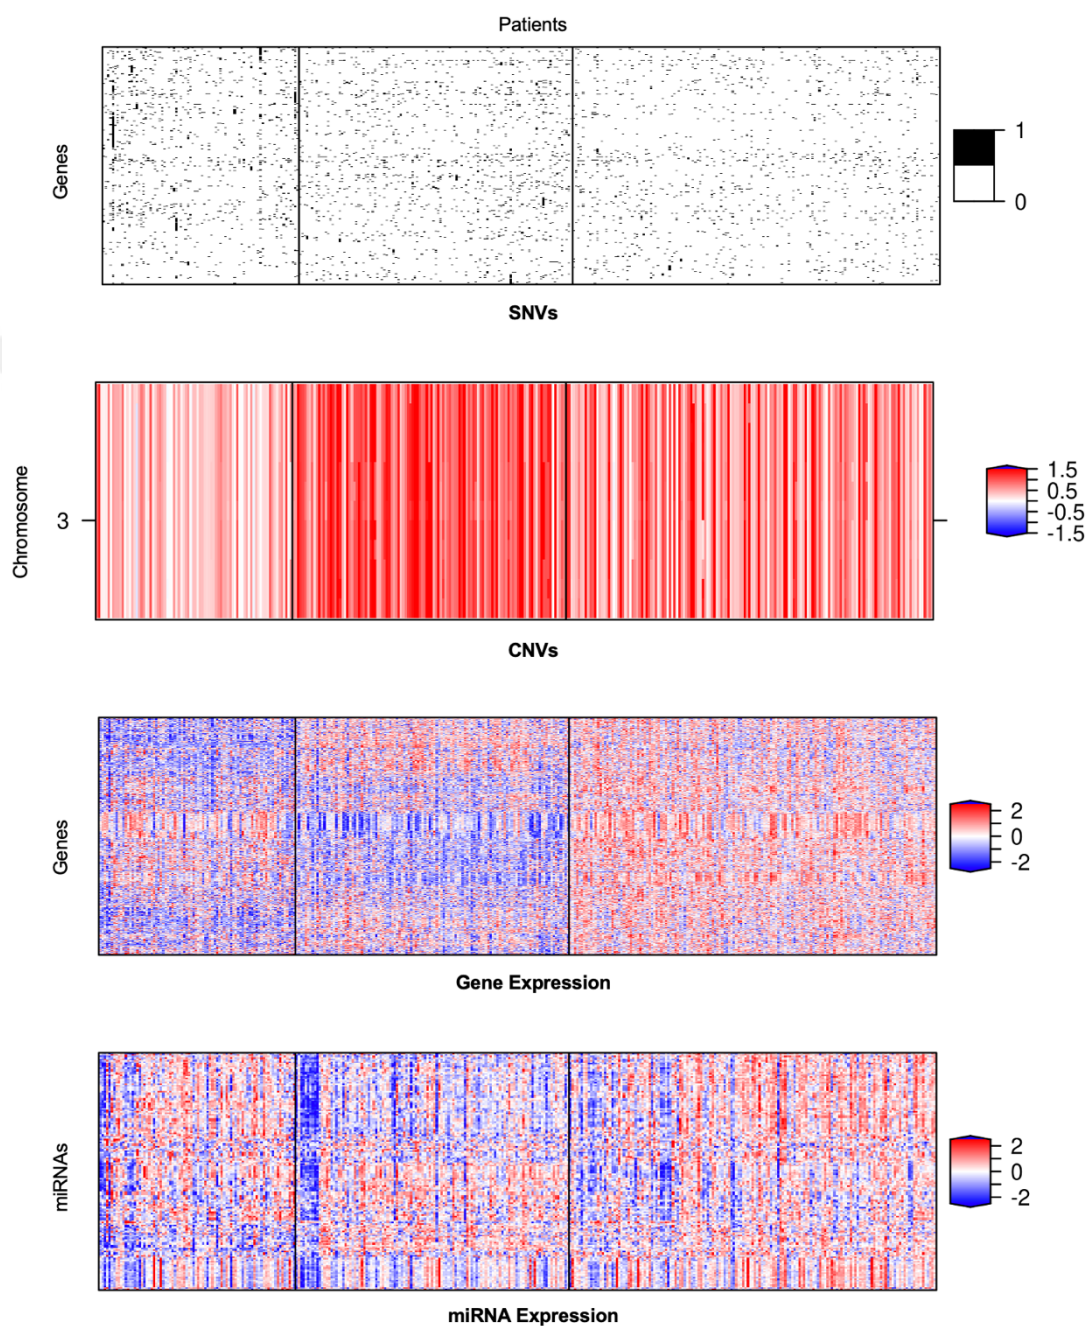 Patients
Genes
1
0
SNVs
Chromosome
3
1.5
0.5
-0.5
-1.5
CNVs
Genes
2
0
-2
Gene Expression
miRNAs
2
0
-2
miRNA Expression